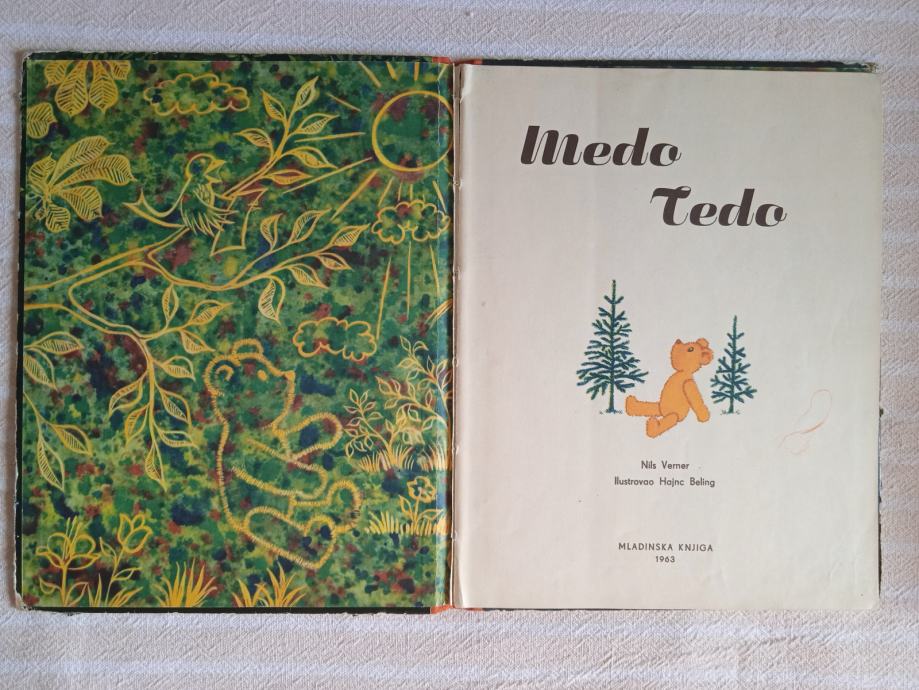 Medo
Tedo
Nils Verner
Ilustrovao Hajnc Beling
MLADINSKA KNJIGA
1963